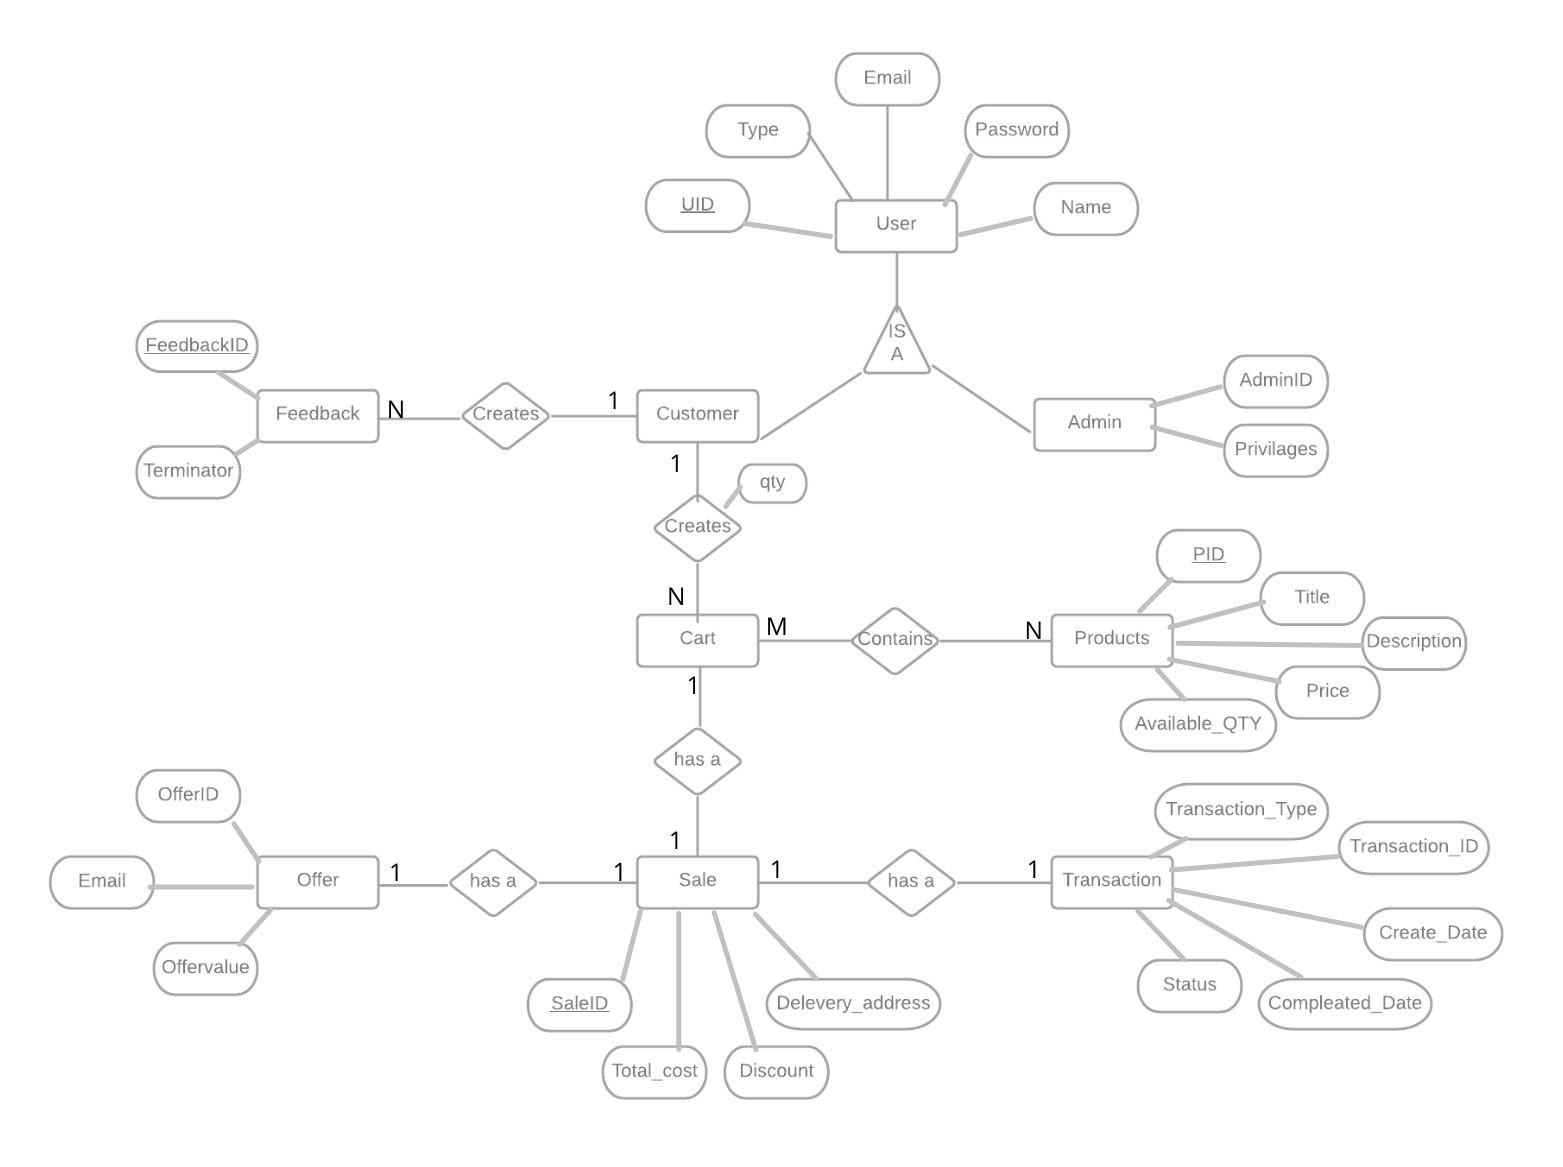 Email
Type
Password
UID
Name
User
IS
A
FeedbackID
AdminID
Feedback
N
Creates
1
Customer
Admin
Terminator
Privilages
1
qty
Creates
PID
N
Title
Cart
M
Contains
N
Products
Description
1
Price
Available_QTY
has a
OfferID
Transaction_Type
1
Transaction_ID
Email
Offer
1
has a
1
Sale
1
has a
1
Transaction
Create_Date
Offervalue
Status
SaleID
Delevery_address
Compleated_Date
Total_cost
Discount